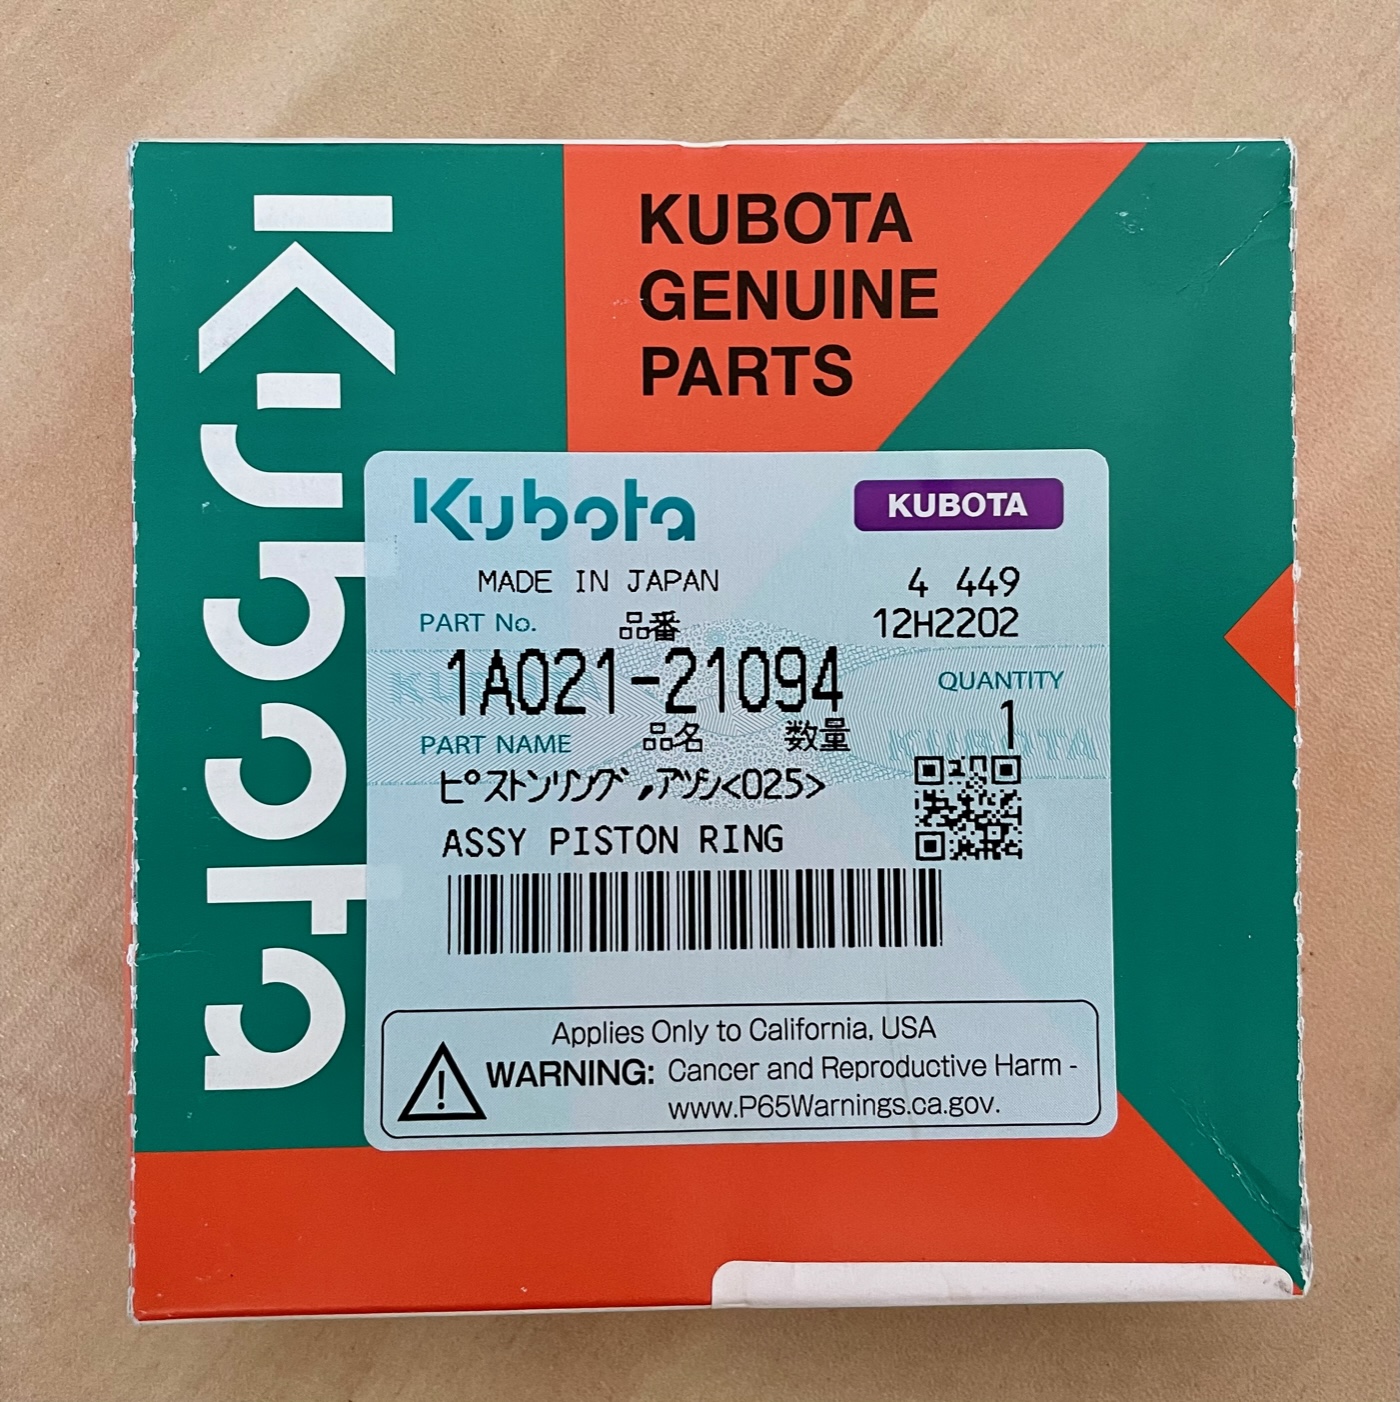 Kubota
KUBOTA
GENUINE
PARTS
Kubota
KUBOTA
MADE IN JAPAN
4 449
PART No.
品番
12H2202
1A021-21094
QUANTITY
1
PART NAME
品名
数量
KUBOTA
ピストンリング,アツシ<025>
ASSY PISTON RING
Applies Only to California, USA
WARNING: Cancer and Reproductive Harm -
www.P65Warnings.ca.gov.